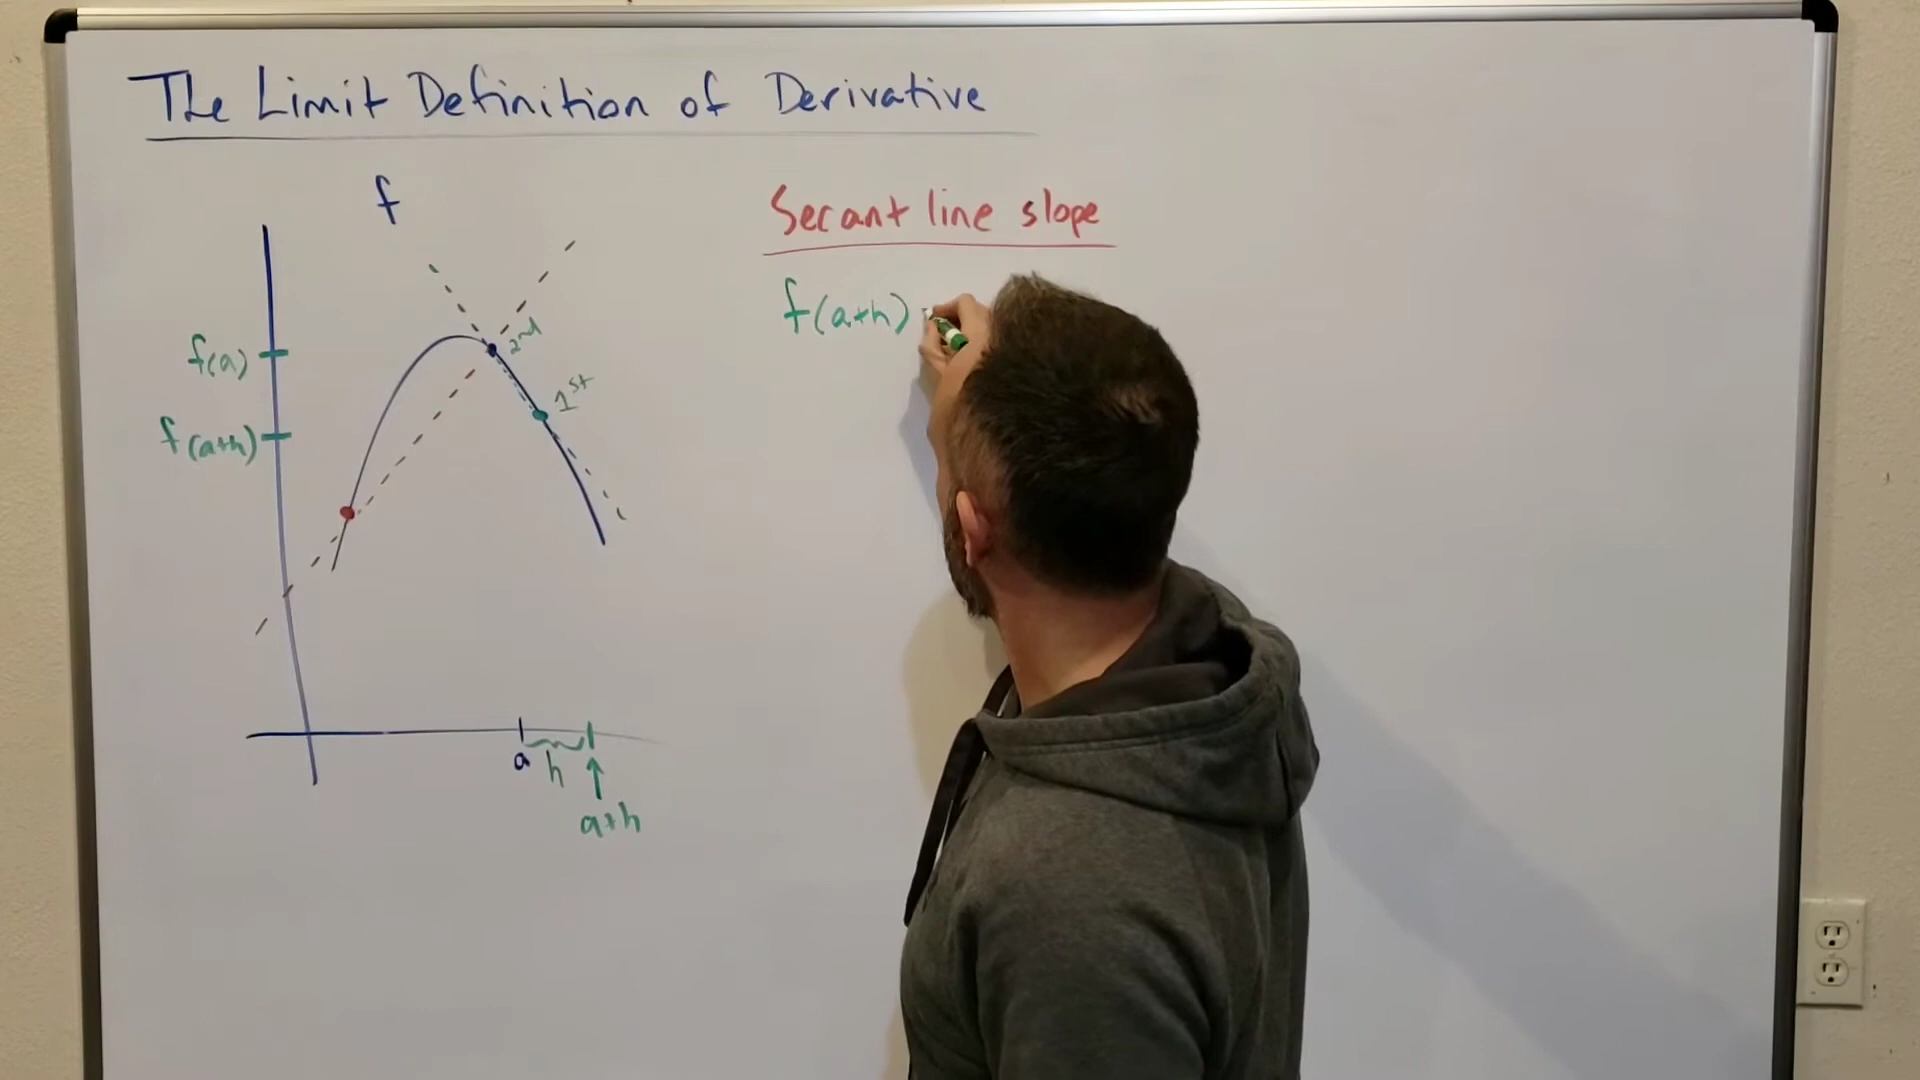 The Limit Definition of Derivative
f
Secant line slope
f(a+h)
2nd
f(a)
1st
f(a+h)
a
h
a+h